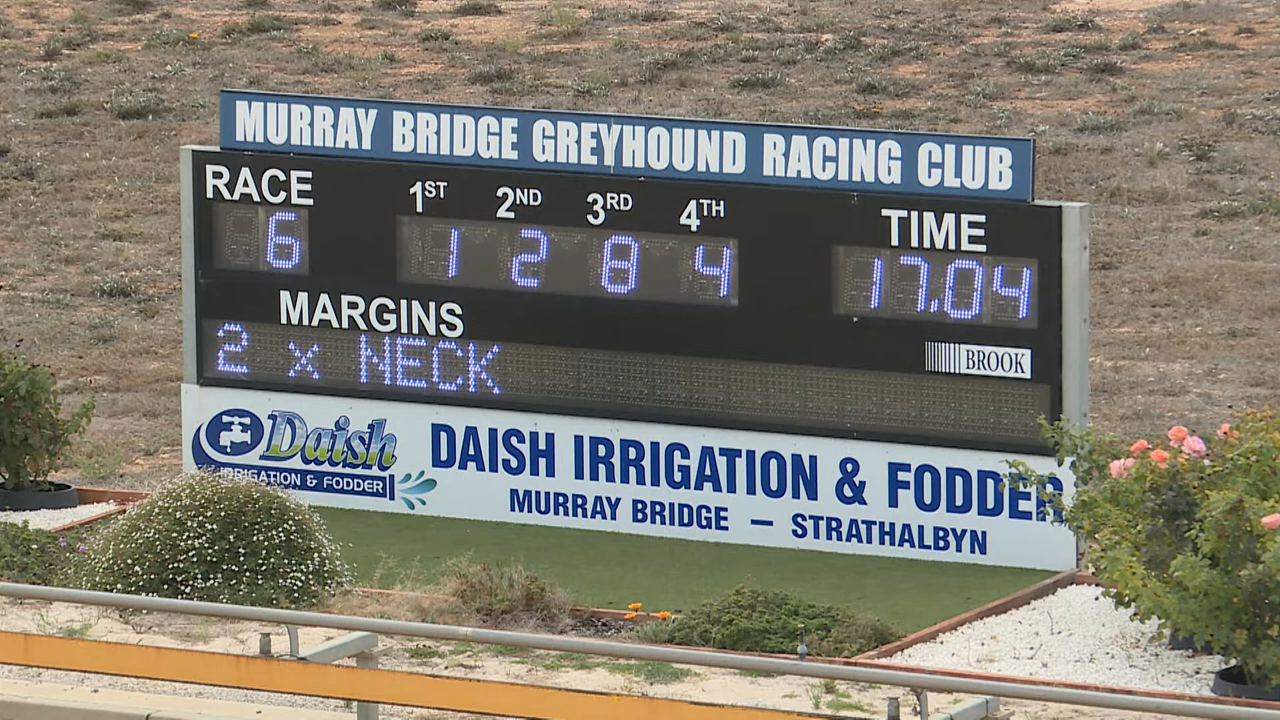 MURRAY BRIDGE GREYHOUND RACING CLUB
RACE 1ST 2ND 3RD 4TH TIME
6 1 2 8 4 17.04
MARGINS
2 x NECK
BROOK
Daish
IRRIGATION & FODDER
DAISH IRRIGATION & FODDER
MURRAY BRIDGE – STRATHALBYN